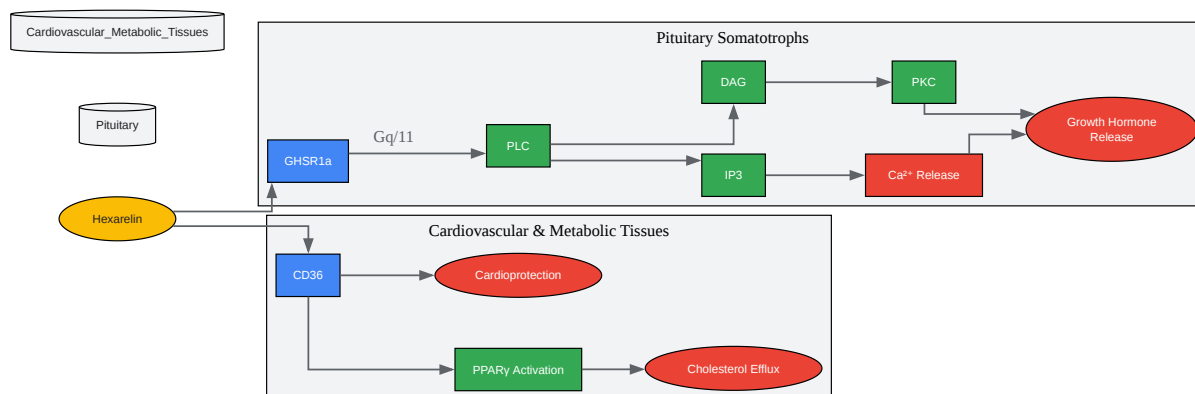 Cardiovascular_Metabolic_Tissues
Pituitary Somatotrophs
DAG
PKC
Growth Hormone
Release
Pituitary
Gq/11
GHSR1a
PLC
IP3
Ca²⁺ Release
Hexarelin
Cardiovascular & Metabolic Tissues
CD36
Cardioprotection
PPARγ Activation
Cholesterol Efflux